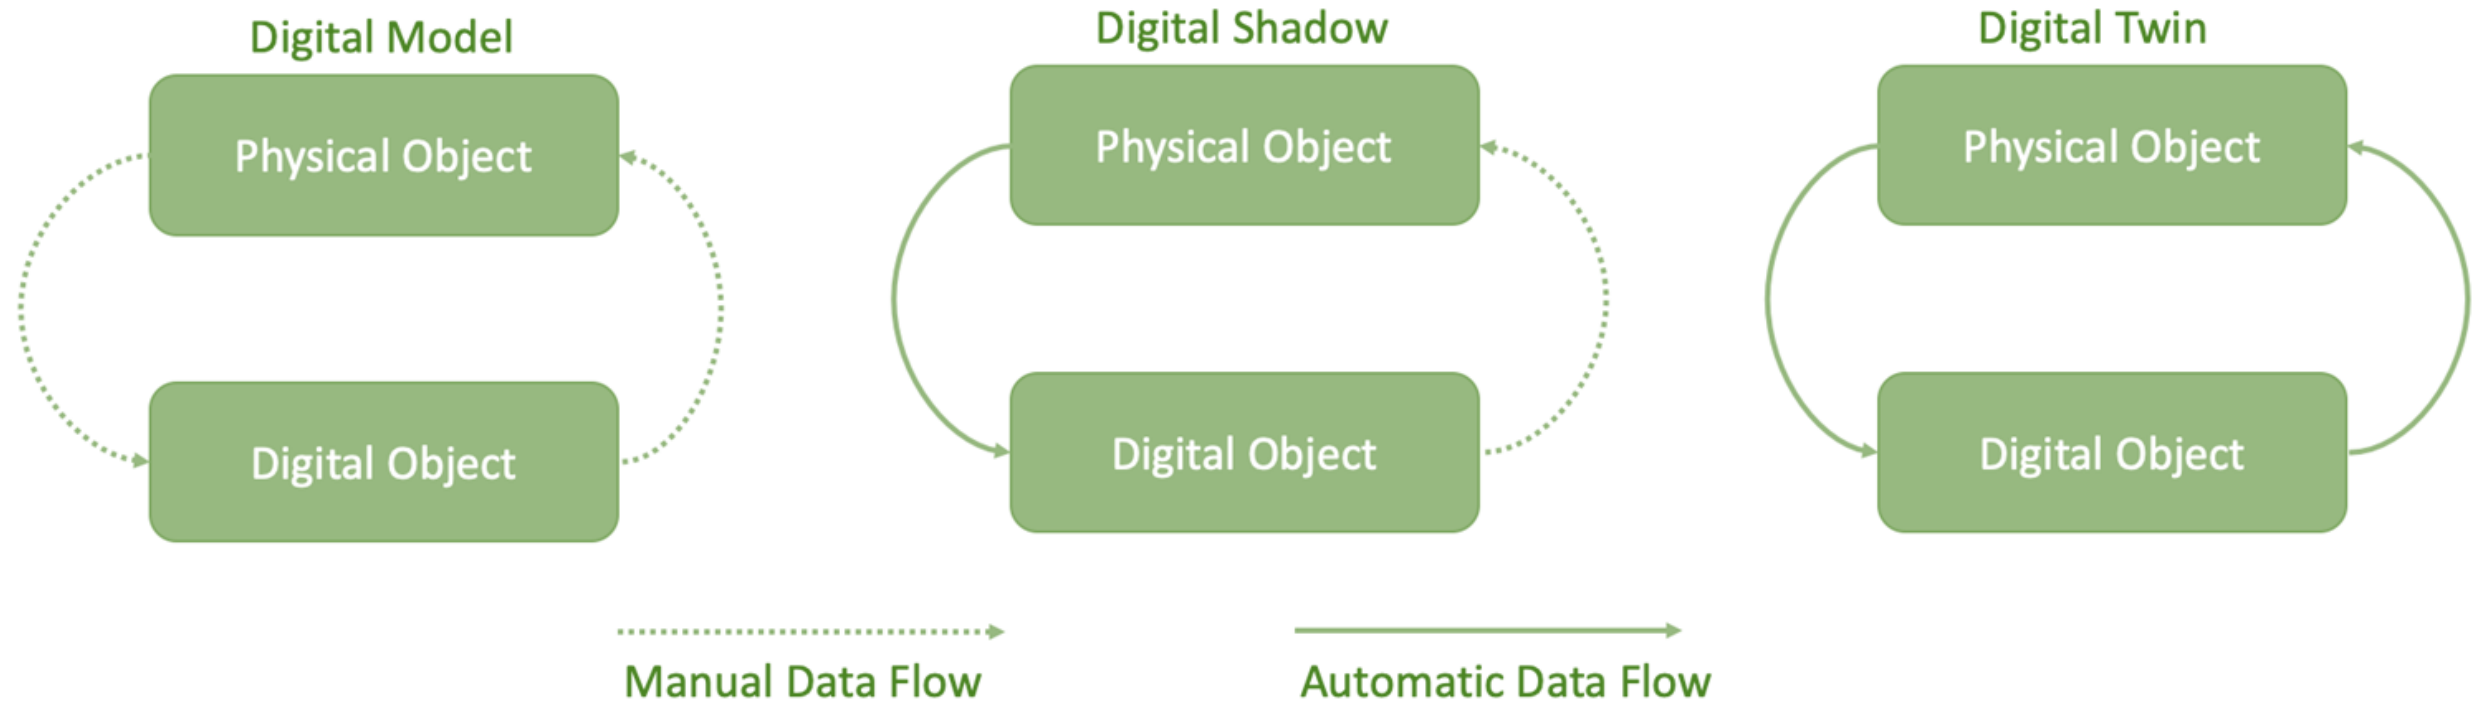 Digital Model
Physical Object
Digital Object
Digital Shadow
Physical Object
Digital Object
Digital Twin
Physical Object
Digital Object
Manual Data Flow
Automatic Data Flow